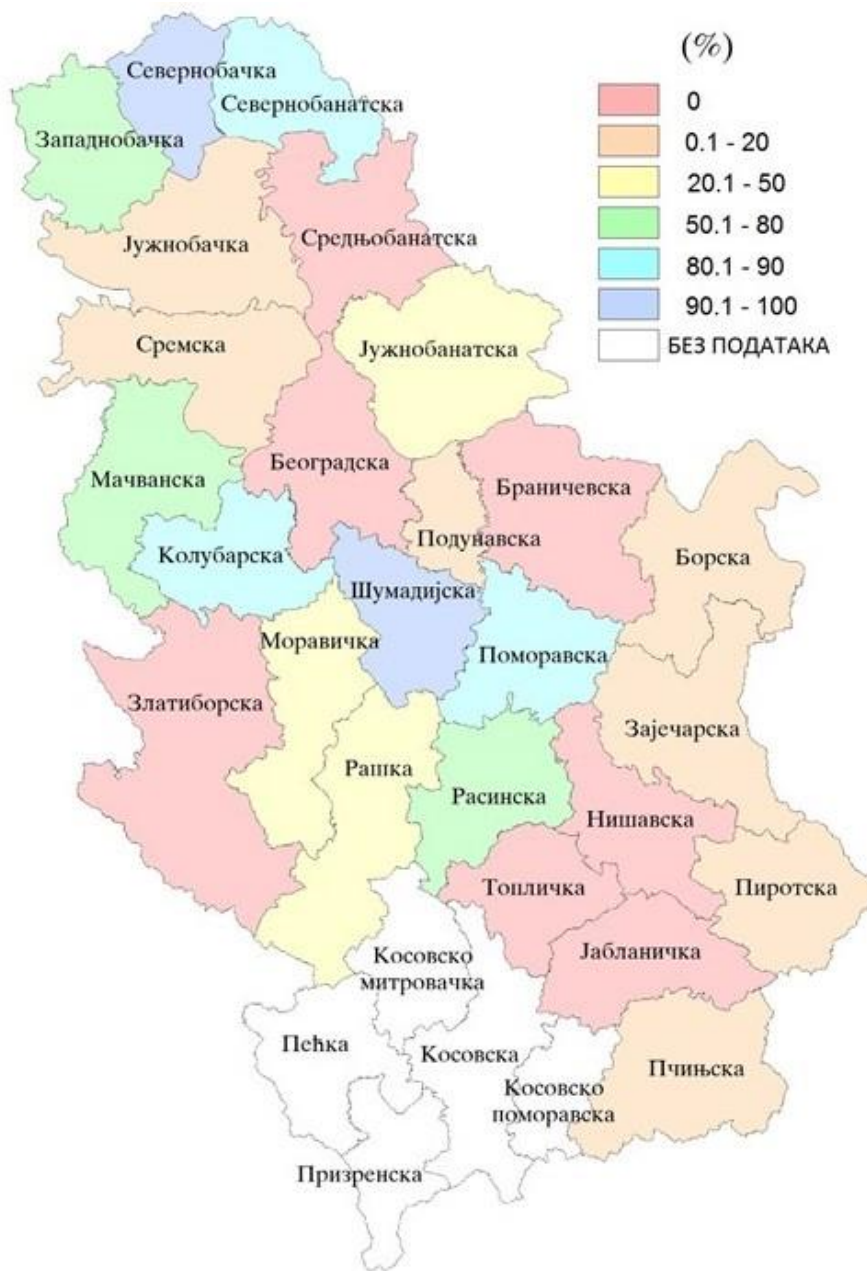 (%)
0
0.1 - 20
20.1 - 50
50.1 - 80
80.1 - 90
90.1 - 100
БЕЗ ПОДАТАКА
Севернобачка
Севернобанатска
Западнобачка
Јужнобачка
Средњобанатска
Сремска
Јужнобанатска
Београдска
Мачванска
Браничевска
Подунавска
Колубарска
Борска
Шумадијска
Моравичка
Поморавска
Златиборска
Зајечарска
Рашка
Расинска
Нишавска
Топличка
Пиротска
Јабланичка
Косовско
митровачка
Пећка
Косовска
Косовско
поморавска
Пчињска
Призренска